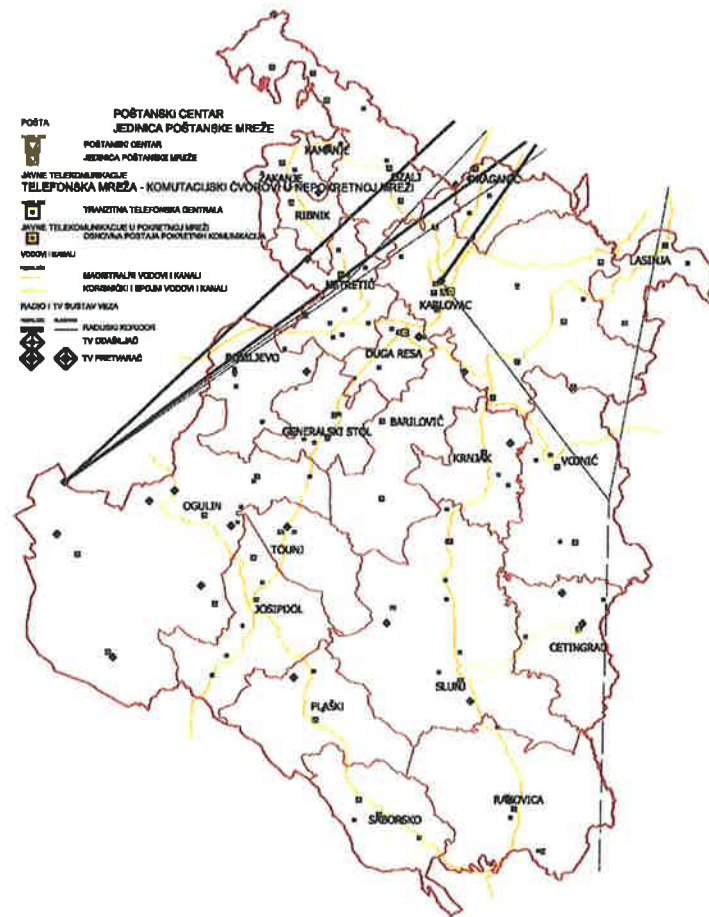 POŠTANSKI CENTAR
POŠTA
JEDINICA POŠTANSKE MREŽE
POŠTANSKI CENTAR
JEDINICA POŠTANSKE MREŽE
JAVNE TELEKOMUNIKACIJE
TELEFONSKA MREŽA - KOMUTACIJSKI ČVOROVI U NEPOKRETNOJ MREŽI
TRANZITNA TELEFONSKA CENTRALA
JAVNE TELEKOMUNIKACIJE U POKRETNOJ MREŽI
OSNOVNA POSTAJA POKRETNIH KOMUNIKACIJA
VODOVI I KANALI
MAGISTRALNI VODOVI I KANALI
KORISNIČKI I SPOJNI VODOVI I KANALI
RADIO I TV SUSTAV VEZA
RADIJSKI KORIDOR
TV ODAŠILJAČ
TV PRETVARAČ
KAMANJE
ŽAKANJE
OZALJ
DRAGANIĆ
RIBNIK
LASINJA
NETRETIĆ
KARLOVAC
DUGA RESA
BOSILJEVO
GENERALSKI STOL
BARILOVIĆ
KRNJAK
VOJNIĆ
OGULIN
TOUNJ
JOSIPDOL
CETINGRAD
SLUNJ
PLAŠKI
RAKOVICA
SABORSKO